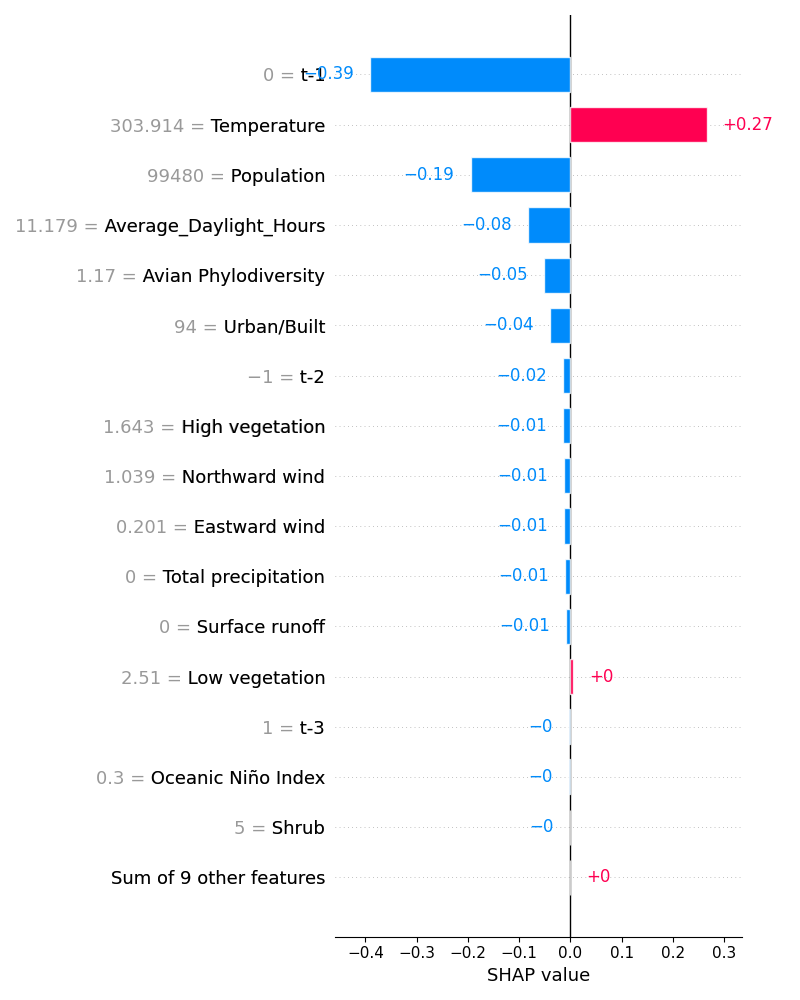 0 = t-1 −0.39
303.914 = Temperature +0.27
99480 = Population −0.19
11.179 = Average_Daylight_Hours −0.08
1.17 = Avian Phylodiversity −0.05
94 = Urban/Built −0.04
−1 = t-2 −0.02
1.643 = High vegetation −0.01
1.039 = Northward wind −0.01
0.201 = Eastward wind −0.01
0 = Total precipitation −0.01
0 = Surface runoff −0.01
2.51 = Low vegetation +0
1 = t-3 −0
0.3 = Oceanic Niño Index −0
5 = Shrub −0
Sum of 9 other features +0
−0.4 −0.3 −0.2 −0.1 0.0 0.1 0.2 0.3
SHAP value